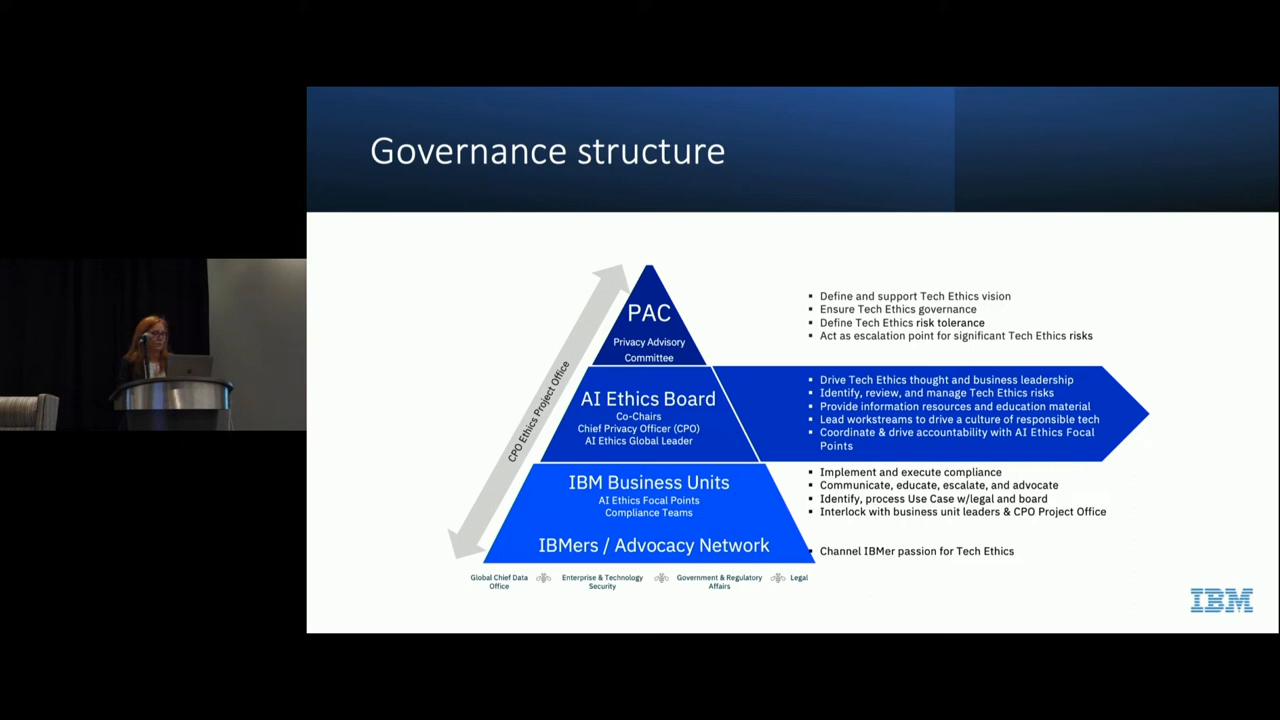 Governance structure
PAC
Privacy Advisory
Committee
CPO Ethics Project Office
AI Ethics Board
Co-Chairs
Chief Privacy Officer (CPO)
AI Ethics Global Leader
IBM Business Units
AI Ethics Focal Points
Compliance Teams
IBMers / Advocacy Network
▪ Define and support Tech Ethics vision
▪ Ensure Tech Ethics governance
▪ Define Tech Ethics risk tolerance
▪ Act as escalation point for significant Tech Ethics risks
▪ Drive Tech Ethics thought and business leadership
▪ Identify, review, and manage Tech Ethics risks
▪ Provide information resources and education material
▪ Lead workstreams to drive a culture of responsible tech
▪ Coordinate & drive accountability with AI Ethics Focal
Points
▪ Implement and execute compliance
▪ Communicate, educate, escalate, and advocate
▪ Identify, process Use Case w/legal and board
▪ Interlock with business unit leaders & CPO Project Office
▪ Channel IBMer passion for Tech Ethics
Global Chief Data
Office
Enterprise & Technology
Security
Government & Regulatory
Affairs
Legal
IBM